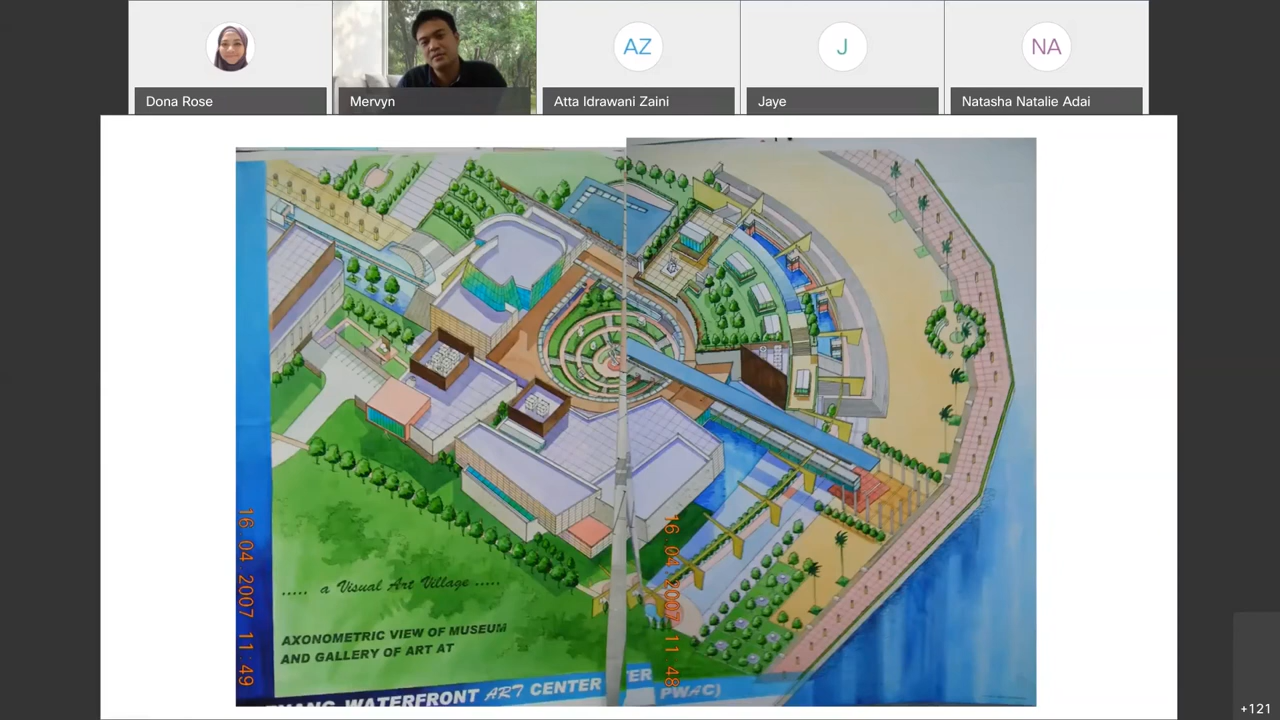 Dona Rose
Mervyn
AZ
Atta Idrawani Zaini
J
Jaye
NA
Natasha Natalie Adai
..... a Visual Art Village .....
AXONOMETRIC VIEW OF MUSEUM
AND GALLERY OF ART AT
WATERFRONT ART CENTER
PWAC)
16 04 2007 11:49
16 04 2007 11 48
+121